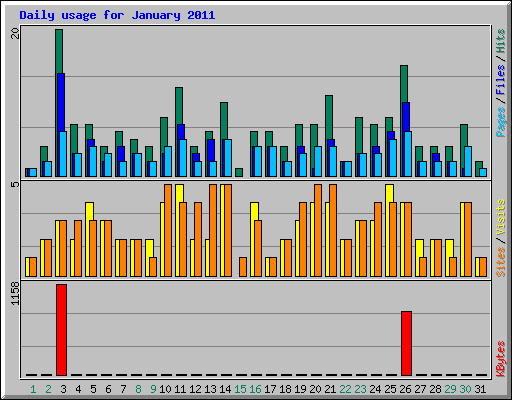 Daily usage for January 2011
20
Pages / Files / Hits
5
Sites / Visits
1158
KBytes
1 2 3 4 5 6 7 8 9 10 11 12 13 14 15 16 17 18 19 20 21 22 23 24 25 26 27 28 29 30 31